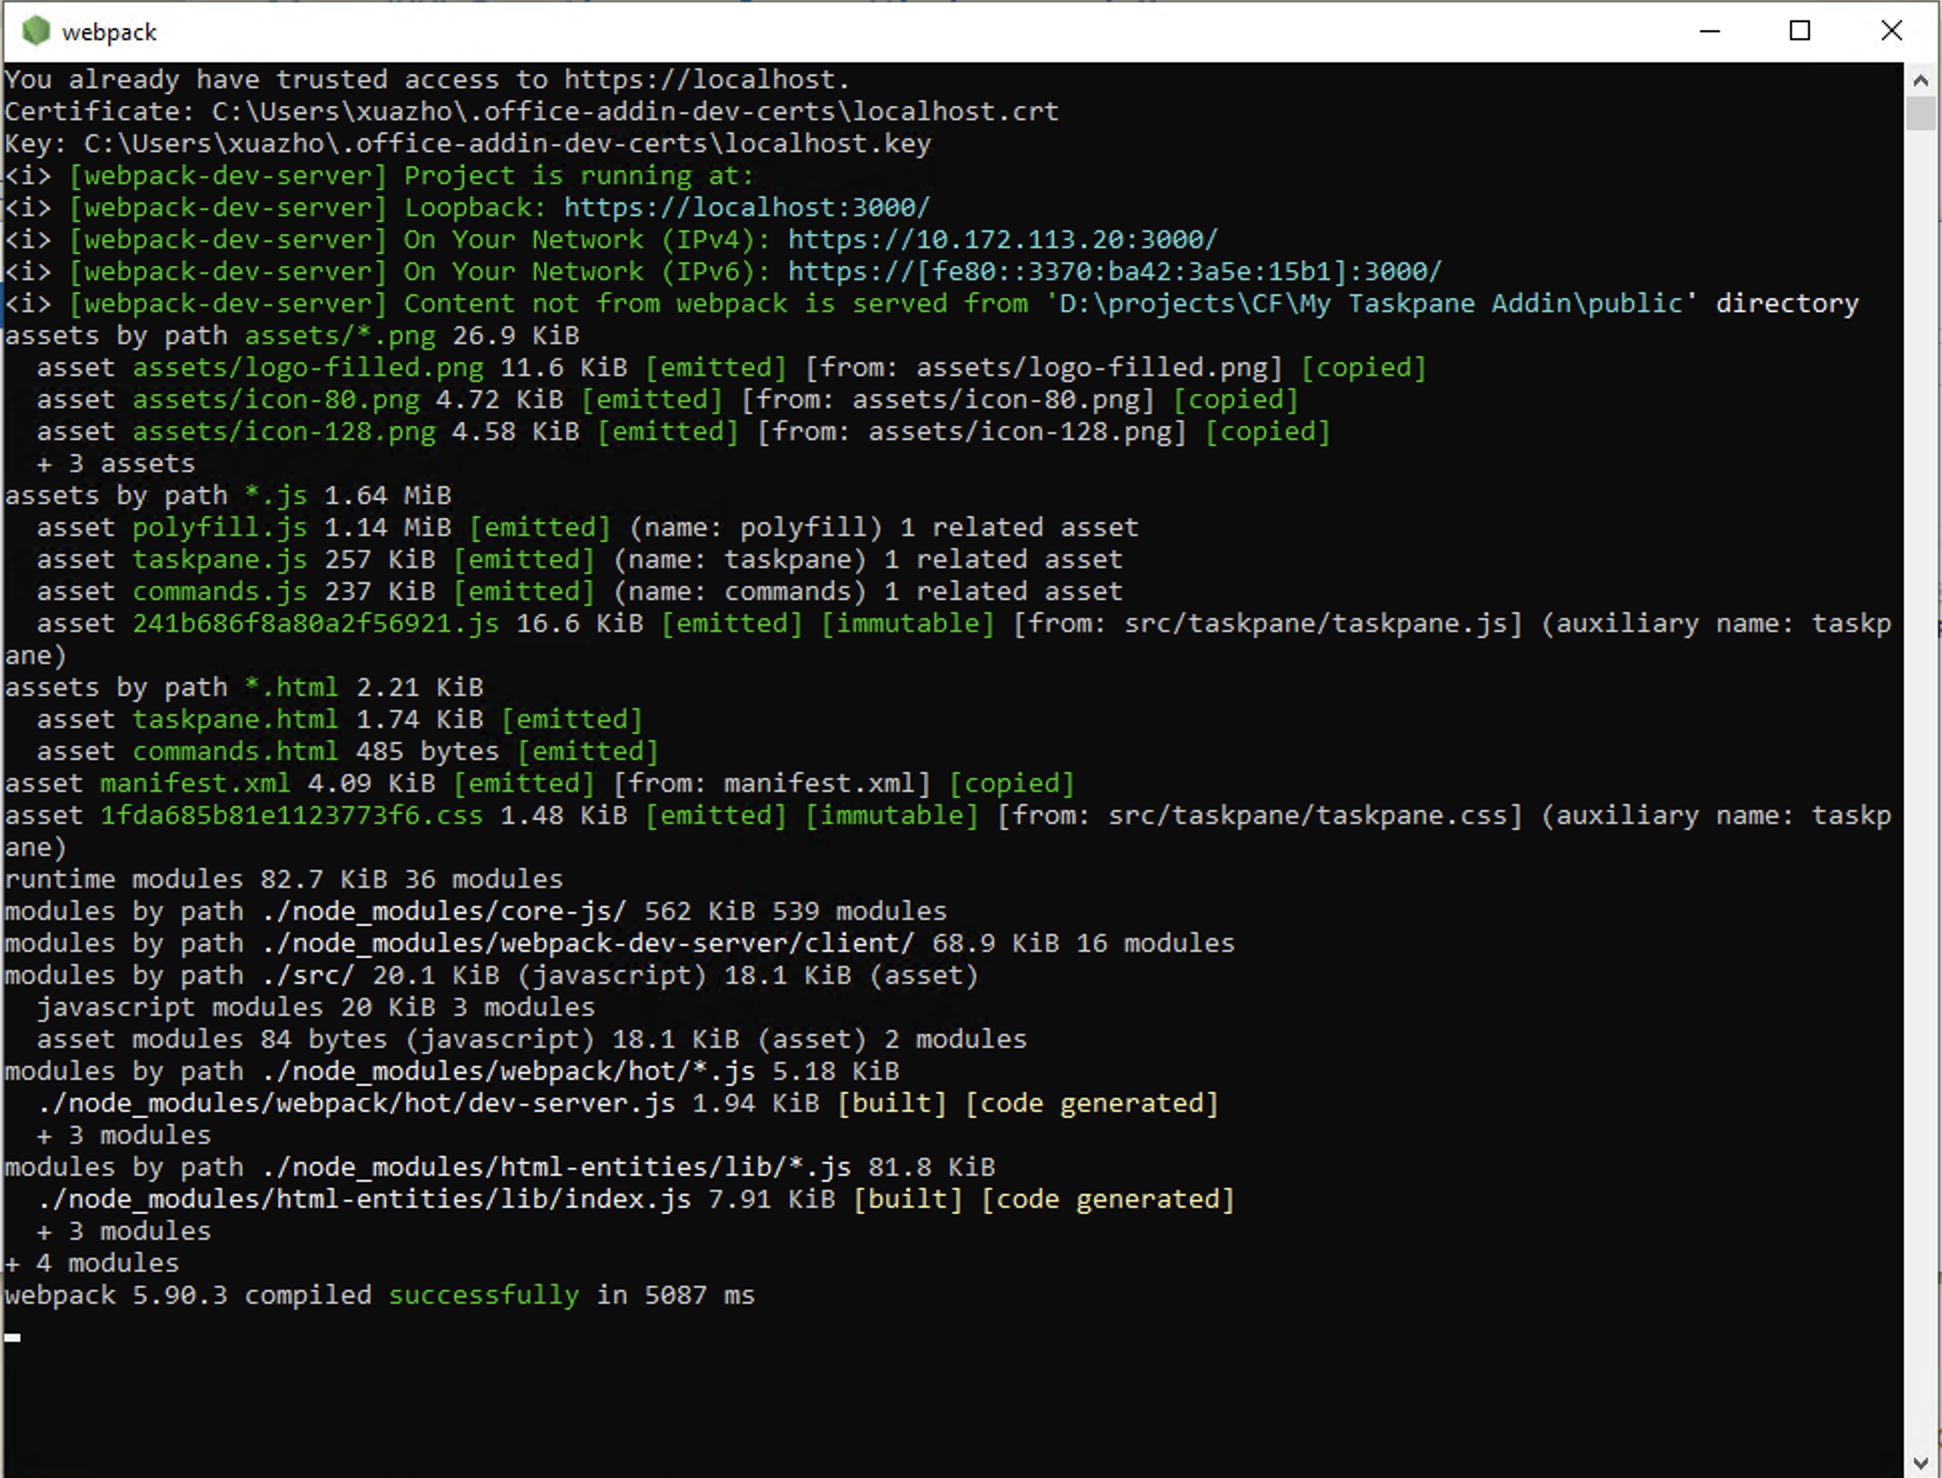 webpack
You already have trusted access to https://localhost.
Certificate: C:\Users\xuazho\.office-addin-dev-certs\localhost.crt
Key: C:\Users\xuazho\.office-addin-dev-certs\localhost.key
<i> [webpack-dev-server] Project is running at:
<i> [webpack-dev-server] Loopback: https://localhost:3000/
<i> [webpack-dev-server] On Your Network (IPv4): https://10.172.113.20:3000/
<i> [webpack-dev-server] On Your Network (IPv6): https://[fe80::3370:ba42:3a5e:15b1]:3000/
<i> [webpack-dev-server] Content not from webpack is served from 'D:\projects\CF\My Taskpane Addin\public' directory
assets by path assets/*.png 26.9 KiB
  asset assets/logo-filled.png 11.6 KiB [emitted] [from: assets/logo-filled.png] [copied]
  asset assets/icon-80.png 4.72 KiB [emitted] [from: assets/icon-80.png] [copied]
  asset assets/icon-128.png 4.58 KiB [emitted] [from: assets/icon-128.png] [copied]
  + 3 assets
assets by path *.js 1.64 MiB
  asset polyfill.js 1.14 MiB [emitted] (name: polyfill) 1 related asset
  asset taskpane.js 257 KiB [emitted] (name: taskpane) 1 related asset
  asset commands.js 237 KiB [emitted] (name: commands) 1 related asset
  asset 241b686f8a80a2f56921.js 16.6 KiB [emitted] [immutable] [from: src/taskpane/taskpane.js] (auxiliary name: taskp
ane)
assets by path *.html 2.21 KiB
  asset taskpane.html 1.74 KiB [emitted]
  asset commands.html 485 bytes [emitted]
asset manifest.xml 4.09 KiB [emitted] [from: manifest.xml] [copied]
asset 1fda685b81e1123773f6.css 1.48 KiB [emitted] [immutable] [from: src/taskpane/taskpane.css] (auxiliary name: taskp
ane)
runtime modules 82.7 KiB 36 modules
modules by path ./node_modules/core-js/ 562 KiB 539 modules
modules by path ./node_modules/webpack-dev-server/client/ 68.9 KiB 16 modules
modules by path ./src/ 20.1 KiB (javascript) 18.1 KiB (asset)
  javascript modules 20 KiB 3 modules
  asset modules 84 bytes (javascript) 18.1 KiB (asset) 2 modules
modules by path ./node_modules/webpack/hot/*.js 5.18 KiB
  ./node_modules/webpack/hot/dev-server.js 1.94 KiB [built] [code generated]
  + 3 modules
modules by path ./node_modules/html-entities/lib/*.js 81.8 KiB
  ./node_modules/html-entities/lib/index.js 7.91 KiB [built] [code generated]
  + 3 modules
+ 4 modules
webpack 5.90.3 compiled successfully in 5087 ms